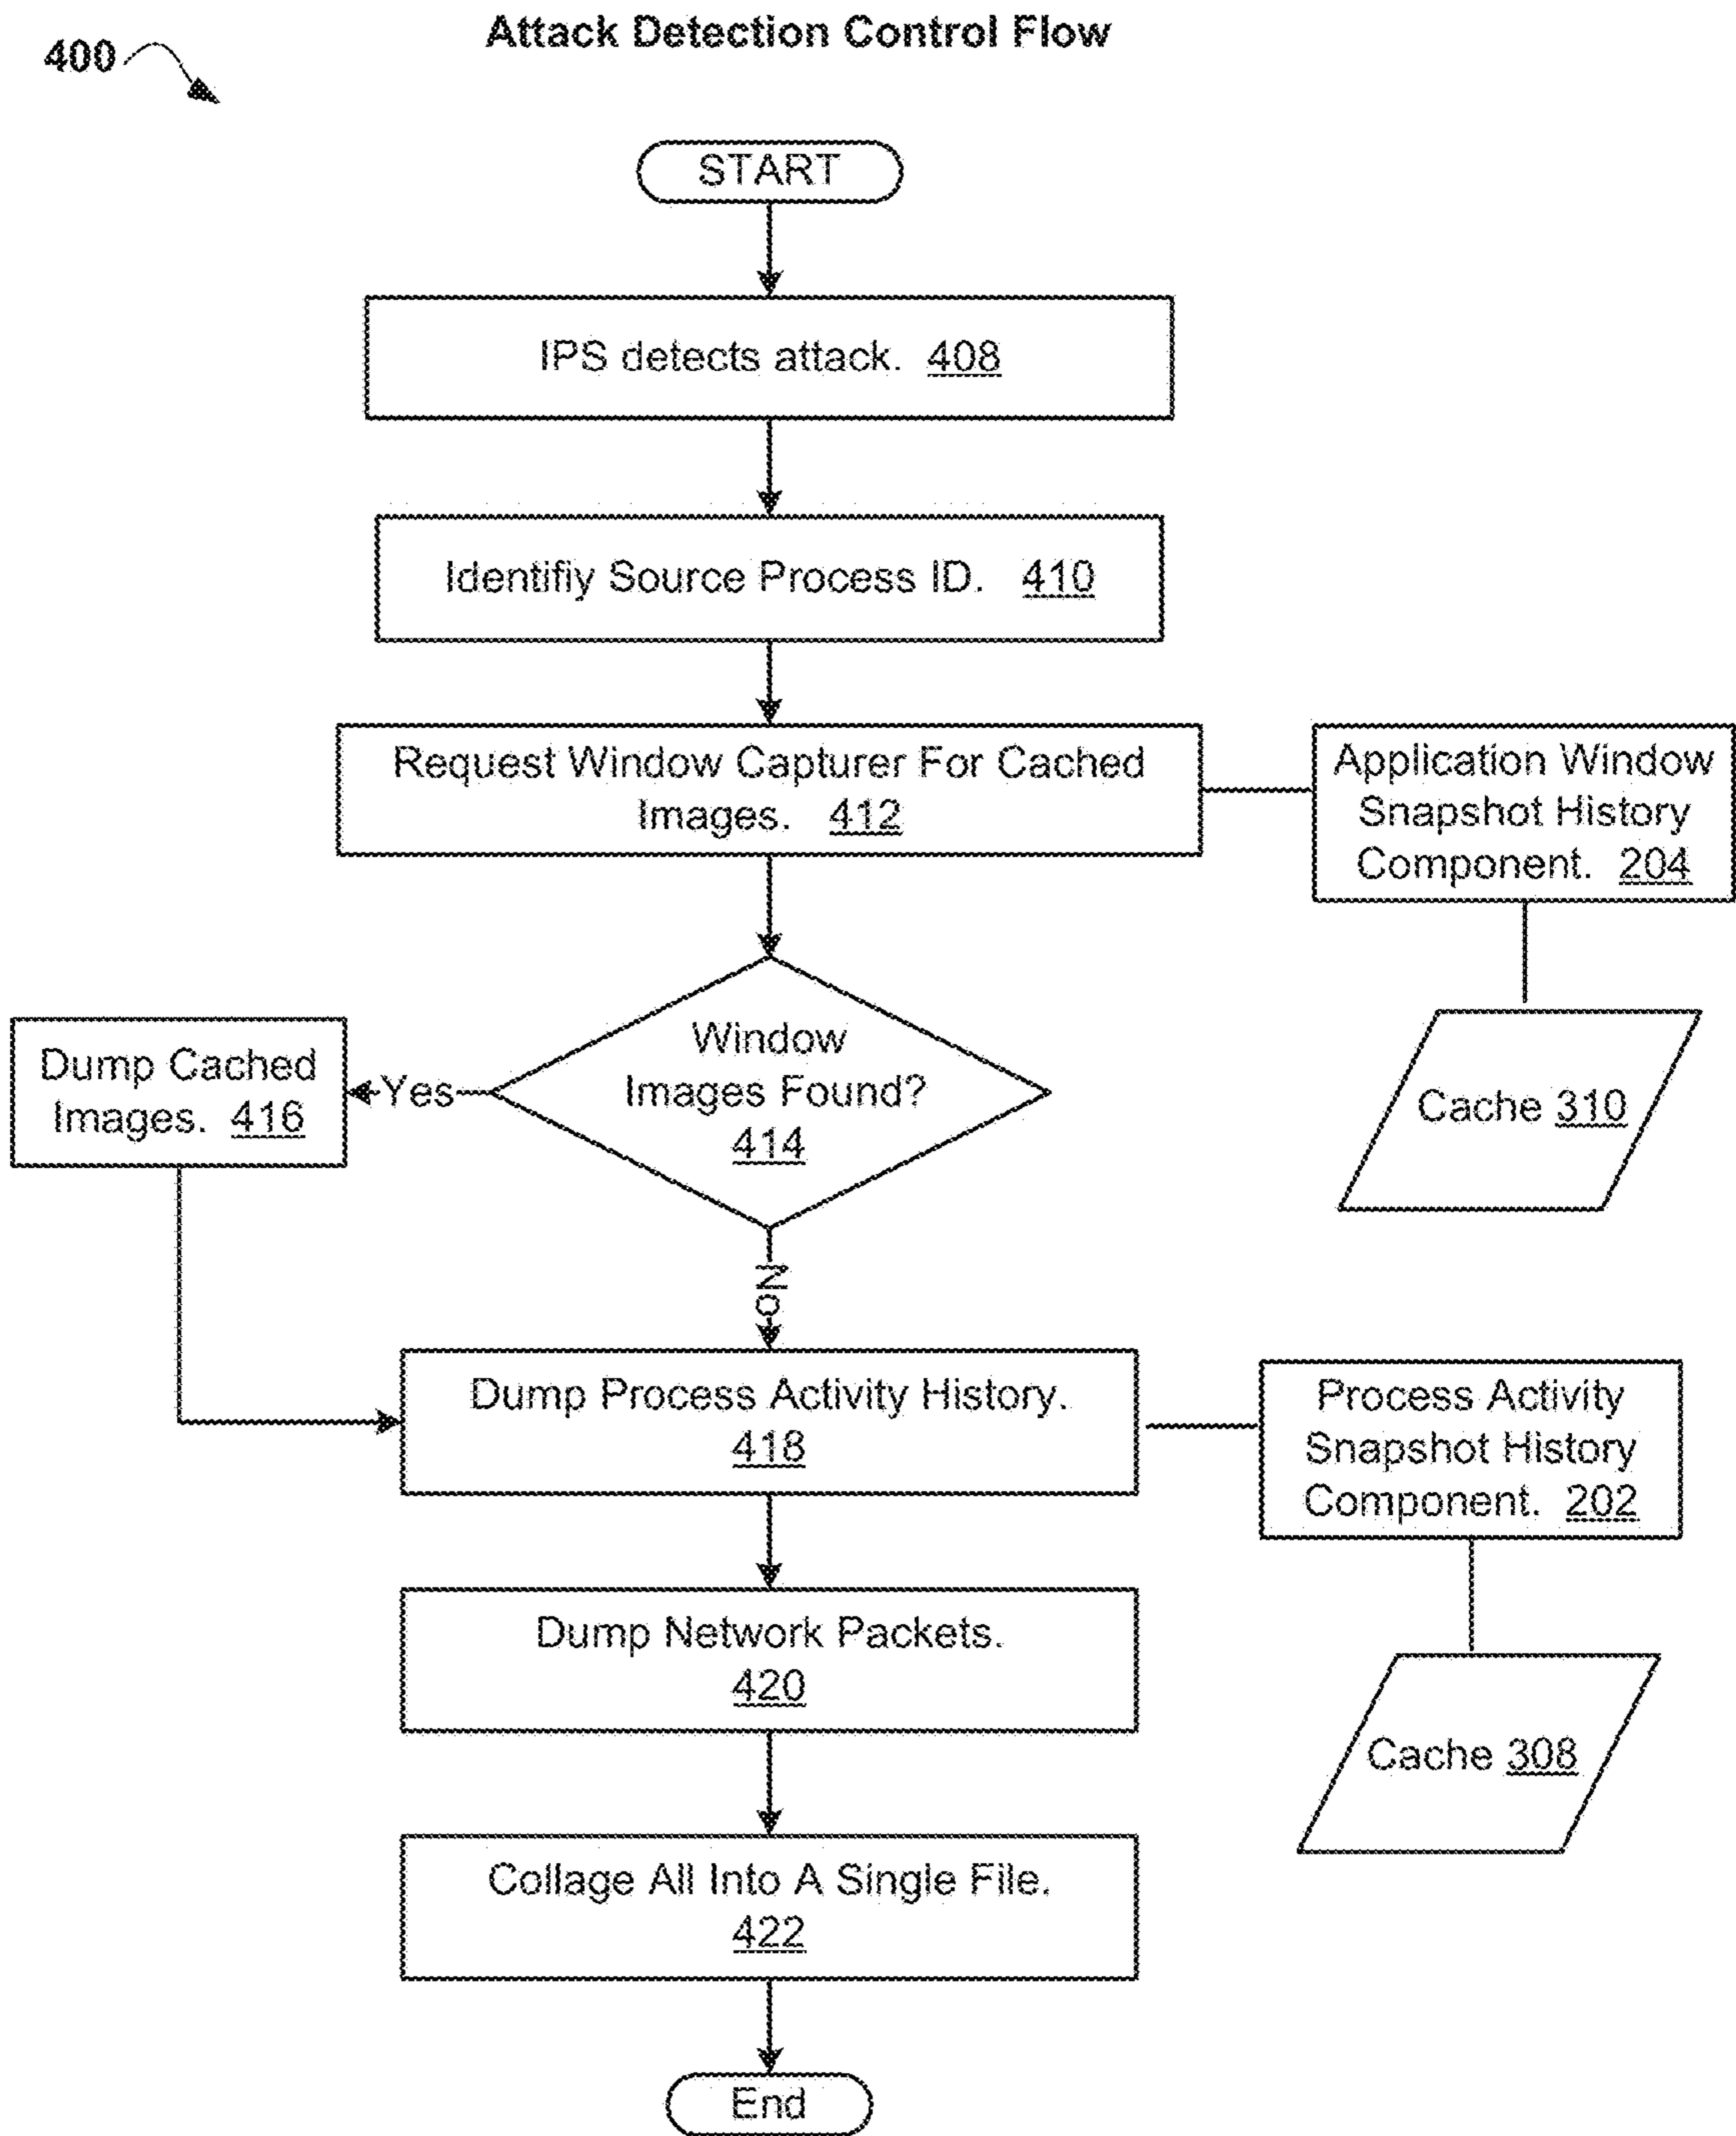 Attack Detection Control Flow
400
START
IPS detects attack. 408
Identifiy Source Process ID. 410
Request Window Capturer For Cached
Images. 412
Application Window
Snapshot History
Component. 204
Cache 310
Window
Images Found?
414
Yes
Dump Cached
Images. 416
No
Dump Process Activity History.
418
Process Activity
Snapshot History
Component. 202
Cache 308
Dump Network Packets.
420
Collage All Into A Single File.
422
End